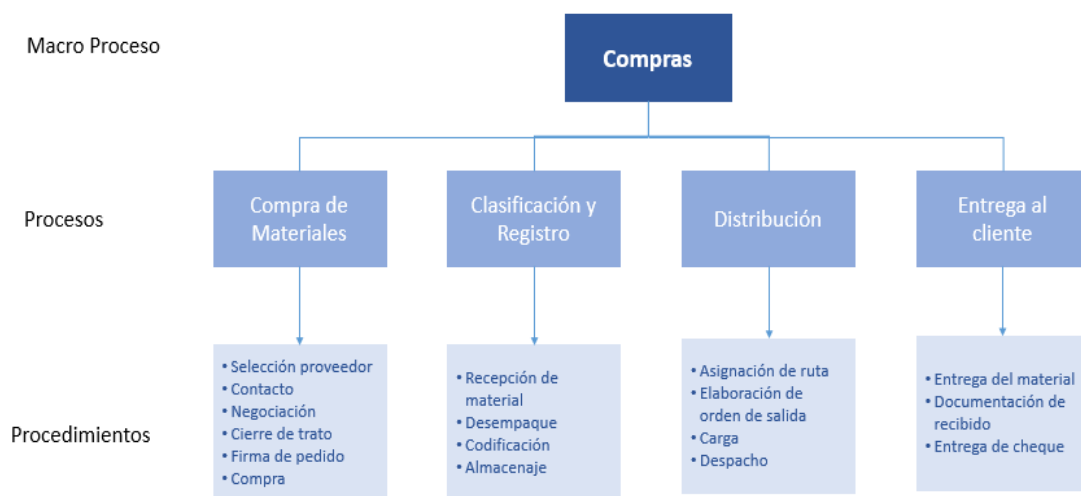 Macro Proceso
Compras
Procesos
Compra de
Materiales
Clasificación y
Registro
Distribución
Entrega al
cliente
Procedimientos
• Selección proveedor
• Contacto
• Negociación
• Cierre de trato
• Firma de pedido
• Compra
• Recepción de
material
• Desempaque
• Codificación
• Almacenaje
• Asignación de ruta
• Elaboración de
orden de salida
• Carga
• Despacho
• Entrega del material
• Documentación de
recibido
• Entrega de cheque